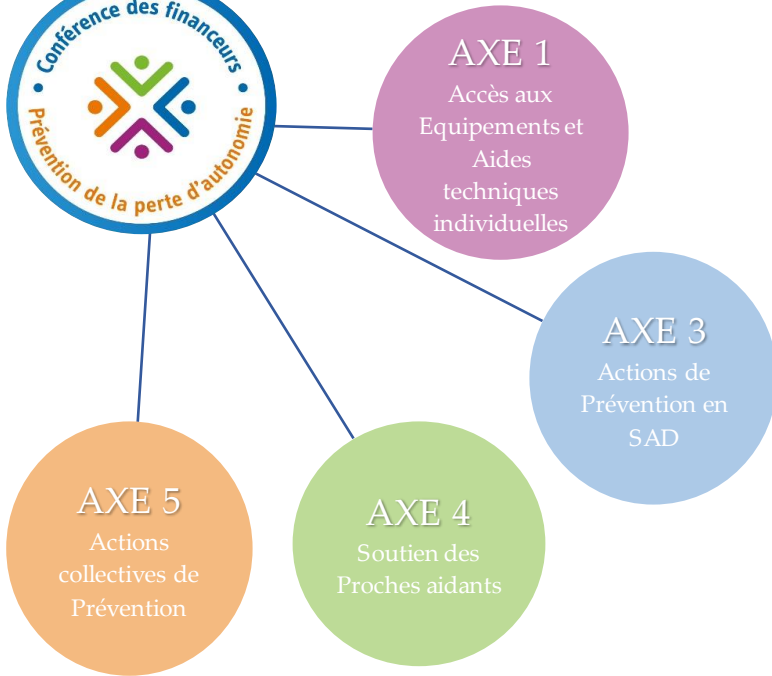 Conférence des financeurs
Prévention de la perte d'autonomie
AXE 1
Accès aux
Equipements et
Aides
techniques
individuelles
AXE 3
Actions de
Prévention en
SAD
AXE 4
Soutien des
Proches aidants
AXE 5
Actions
collectives de
Prévention